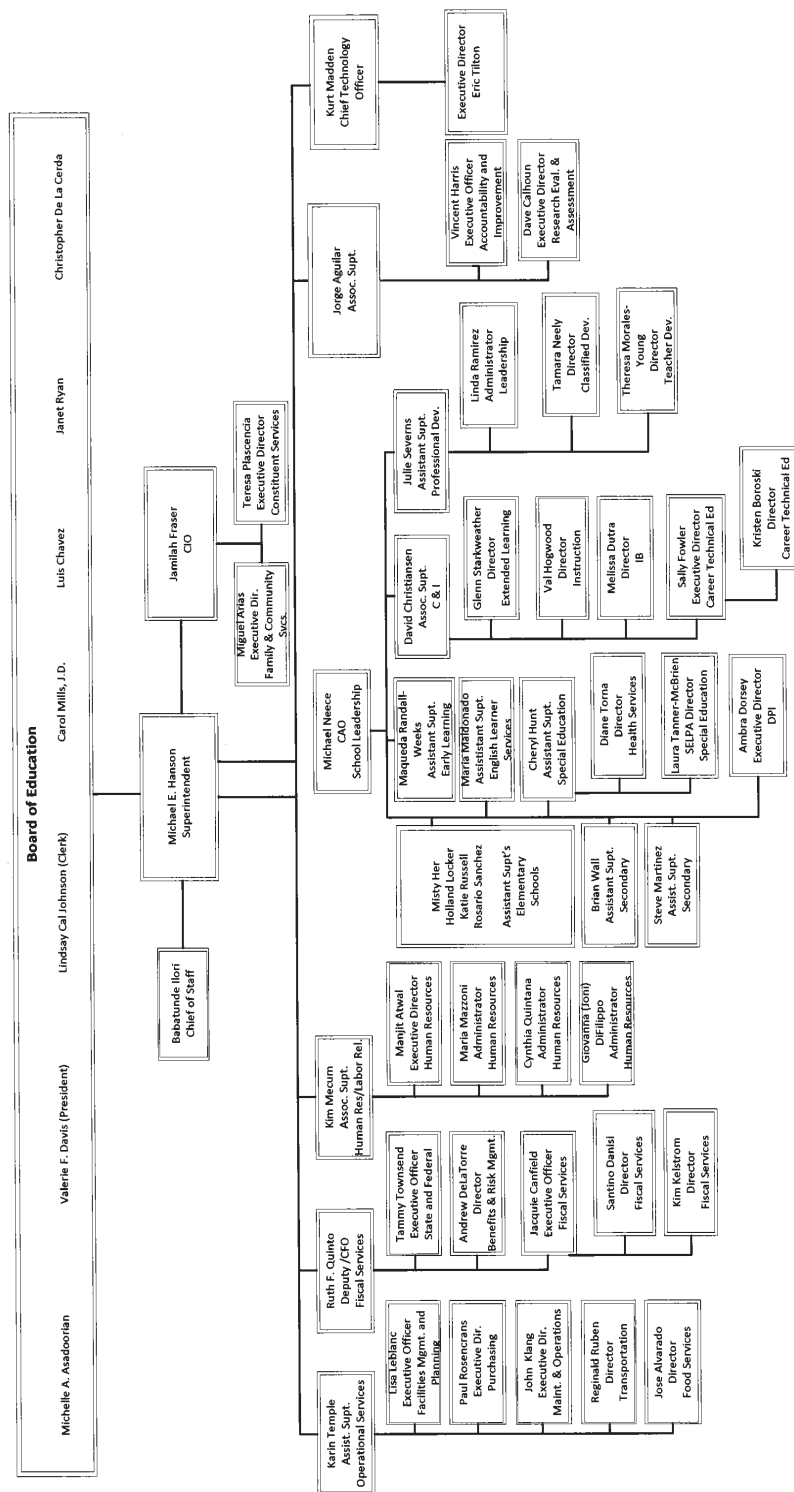 Board of Education
Michelle A. Asadoorian
Valerie F. Davis (President)
Lindsay Cal Johnson (Clerk)
Carol Mills, J.D.
Luis Chavez
Janet Ryan
Christopher De La Cerda
Babatunde Ilori
Chief of Staff
Michael E. Hanson
Superintendent
Jamilah Fraser
CIO
Miguel Arias
Executive Dir.
Family & Community
Svcs.
Teresa Plascencia
Executive Director
Constituent Services
Karin Temple
Assist. Supt.
Operational Services
Lisa Leblanc
Executive Officer
Facilities Mgmt. and
Planning
Paul Rosencrans
Executive Dir.
Purchasing
John Klang
Executive Dir.
Maint. & Operations
Reginald Ruben
Director
Transportation
Jose Alvarado
Director
Food Services
Ruth F. Quinto
Deputy /CFO
Fiscal Services
Tammy Townsend
Executive Officer
State and Federal
Andrew DeLaTorre
Director
Benefits & Risk Mgmt.
Jacquie Canfield
Executive Officer
Fiscal Services
Santino Danisi
Director
Fiscal Services
Kim Kelstrom
Director
Fiscal Services
Kim Mecum
Assoc. Supt.
Human Res/Labor Rel.
Manjit Atwal
Executive Director
Human Resources
Maria Mazzoni
Administrator
Human Resources
Cynthia Quintana
Administrator
Human Resources
Giovanna (Joni)
DiFilippo
Administrator
Human Resources
Michael Neece
CAO
School Leadership
Misty Her
Holland Locker
Katie Russell
Rosario Sanchez
Assistant Supt's
Elementary
Schools
Brian Wall
Assistant Supt.
Secondary
Steve Martinez
Assist. Supt.
Secondary
Maqueda Randall-
Weeks
Assistant Supt.
Early Learning
Maria Maldonado
Assististant Supt.
English Learner
Services
Cheryl Hunt
Assistant Supt.
Special Education
Diane Torna
Director
Health Services
Laura Tanner-McBrien
SELPA Director
Special Education
Ambra Dorsey
Executive Director
DPI
David Christiansen
Assoc. Supt.
C & I
Glenn Starkweather
Director
Extended Learning
Val Hogwood
Director
Instruction
Melissa Dutra
Director
IB
Sally Fowler
Executive Director
Career Technical Ed
Kristen Boroski
Director
Career Technical Ed
Julie Severns
Assistant Supt.
Professional Dev.
Linda Ramirez
Administrator
Leadership
Tamara Neely
Director
Classified Dev.
Theresa Morales-
Young
Director
Teacher Dev.
Jorge Aguilar
Assoc. Supt.
Vincent Harris
Executive Officer
Accountability and
Improvement
Dave Calhoun
Executive Director
Research Eval. &
Assessment
Kurt Madden
Chief Technology
Officer
Executive Director
Eric Tilton